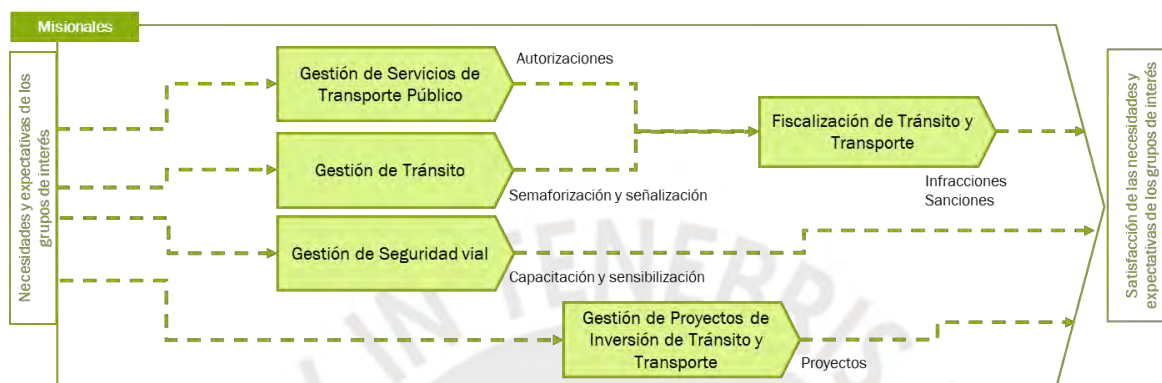 Misionales
Necesidades y expectativas de los
grupos de interés
Gestión de Servicios de
Transporte Público
Autorizaciones
Gestión de Tránsito
Semaforización y señalización
Gestión de Seguridad vial
Capacitación y sensibilización
Gestión de Proyectos de
Inversión de Tránsito y
Transporte
Proyectos
Fiscalización de Tránsito y
Transporte
Infracciones
Sanciones
Satisfacción de las necesidades y
expectativas de los grupos de interés
IN TENEBRIS